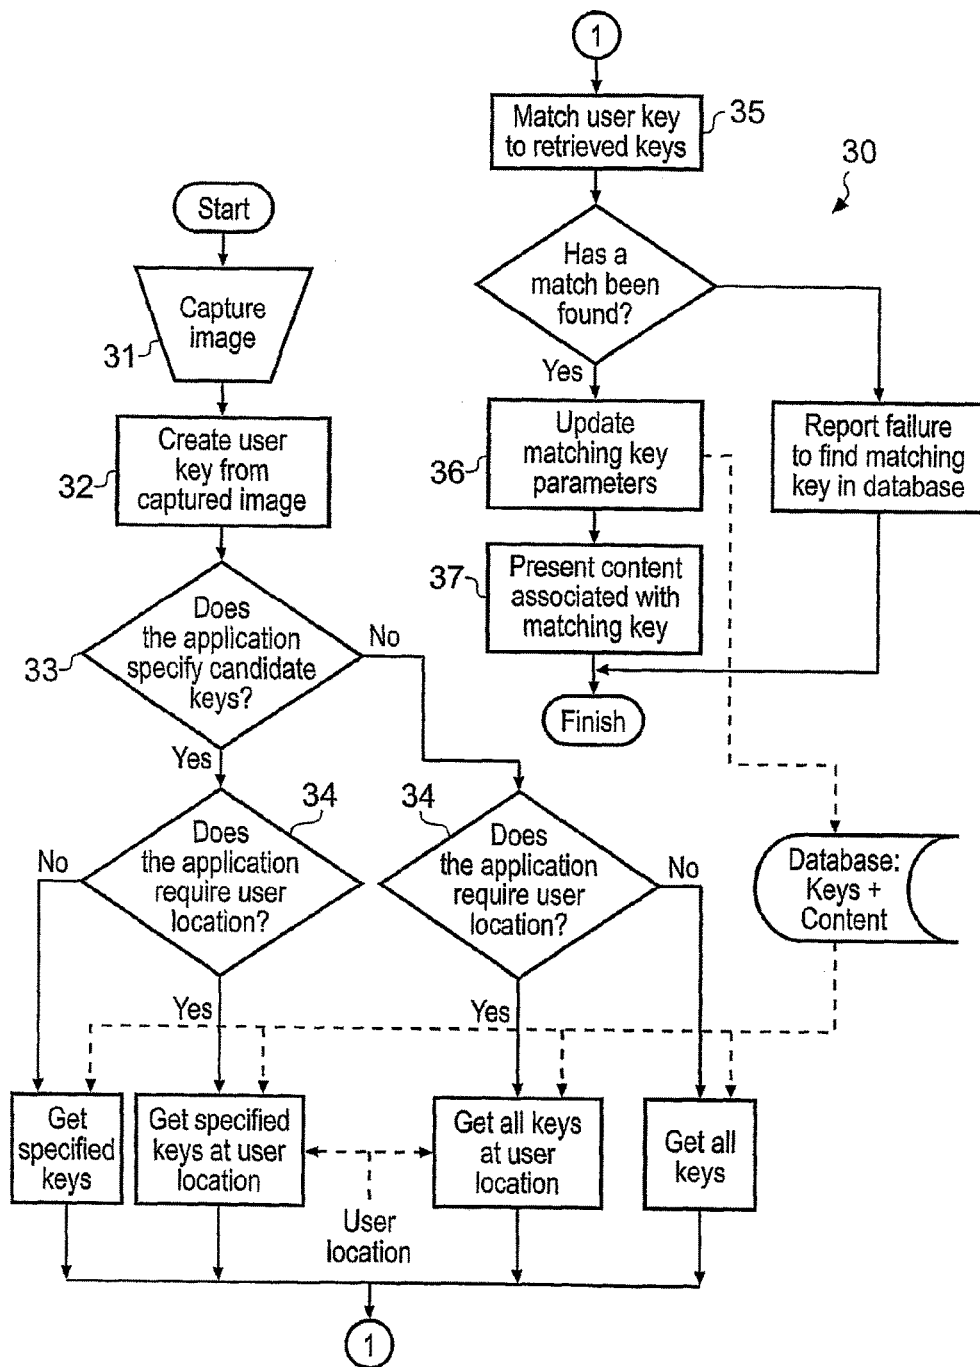 Start
Capture
image
31
Create user
key from
captured image
32
Does
the application
specify candidate
keys?
33
No
Yes
Does
the application
require user
location?
34
No
Yes
Does
the application
require user
location?
34
No
Yes
Get
specified
keys
Get specified
keys at user
location
Get all keys
at user
location
Get all
keys
User
location
1
1
Match user key
to retrieved keys
35
30
Has a
match been
found?
Yes
Update
matching key
parameters
36
Report failure
to find matching
key in database
Present content
associated with
matching key
37
Finish
Database:
Keys +
Content